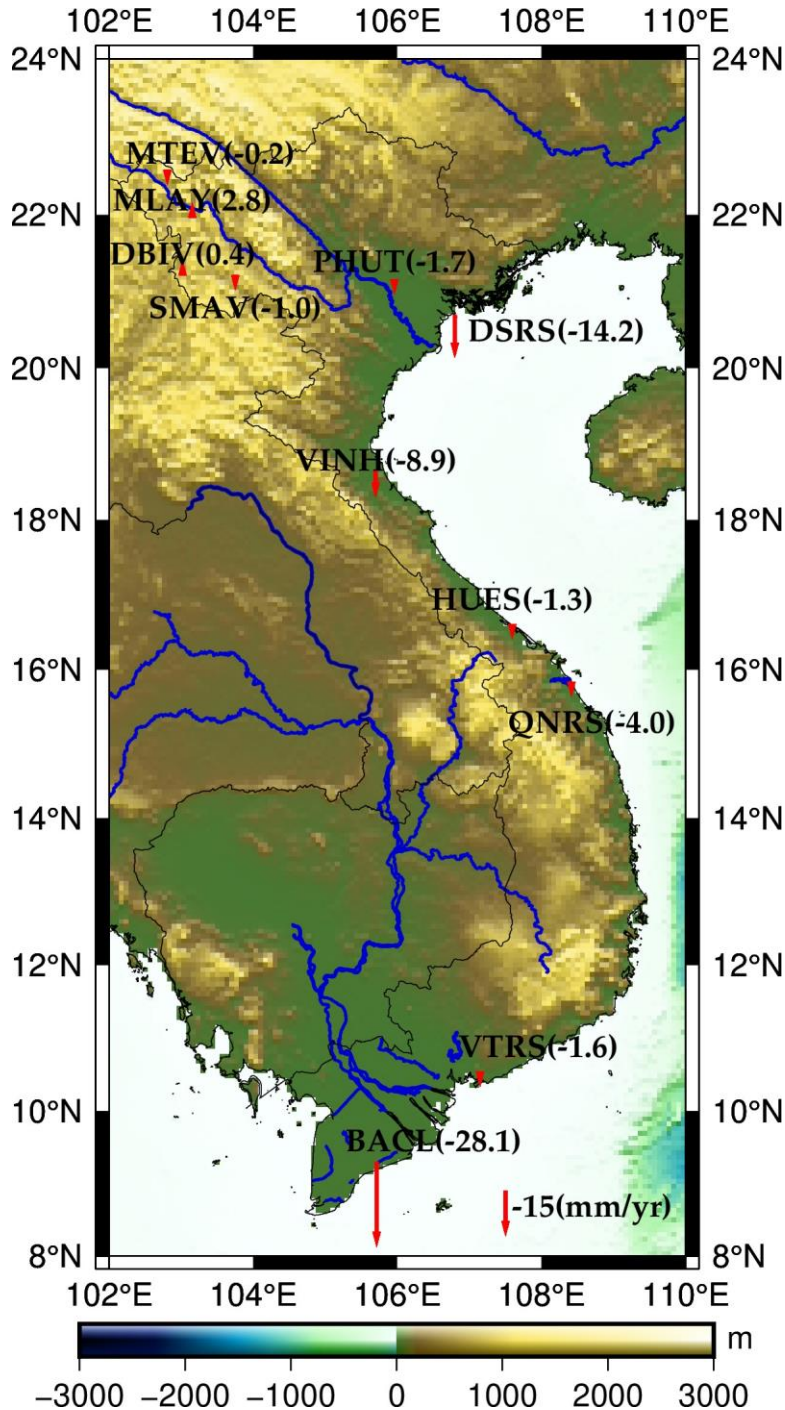 102°E 104°E 106°E 108°E 110°E
24°N 24°N
MTEV(-0.2)
22°N MLAY(2.8) 22°N
DBIV(0.4) PHUT(-1.7)
SMAV(-1.0)
DSRS(-14.2)
20°N 20°N
VINH(-8.9)
18°N 18°N
HUES(-1.3)
16°N 16°N
QNRS(-4.0)
14°N 14°N
12°N 12°N
VTRS(-1.6)
10°N 10°N
BACL(-28.1)
-15(mm/yr)
8°N 8°N
102°E 104°E 106°E 108°E 110°E
m
−3000 −2000 −1000 0 1000 2000 3000